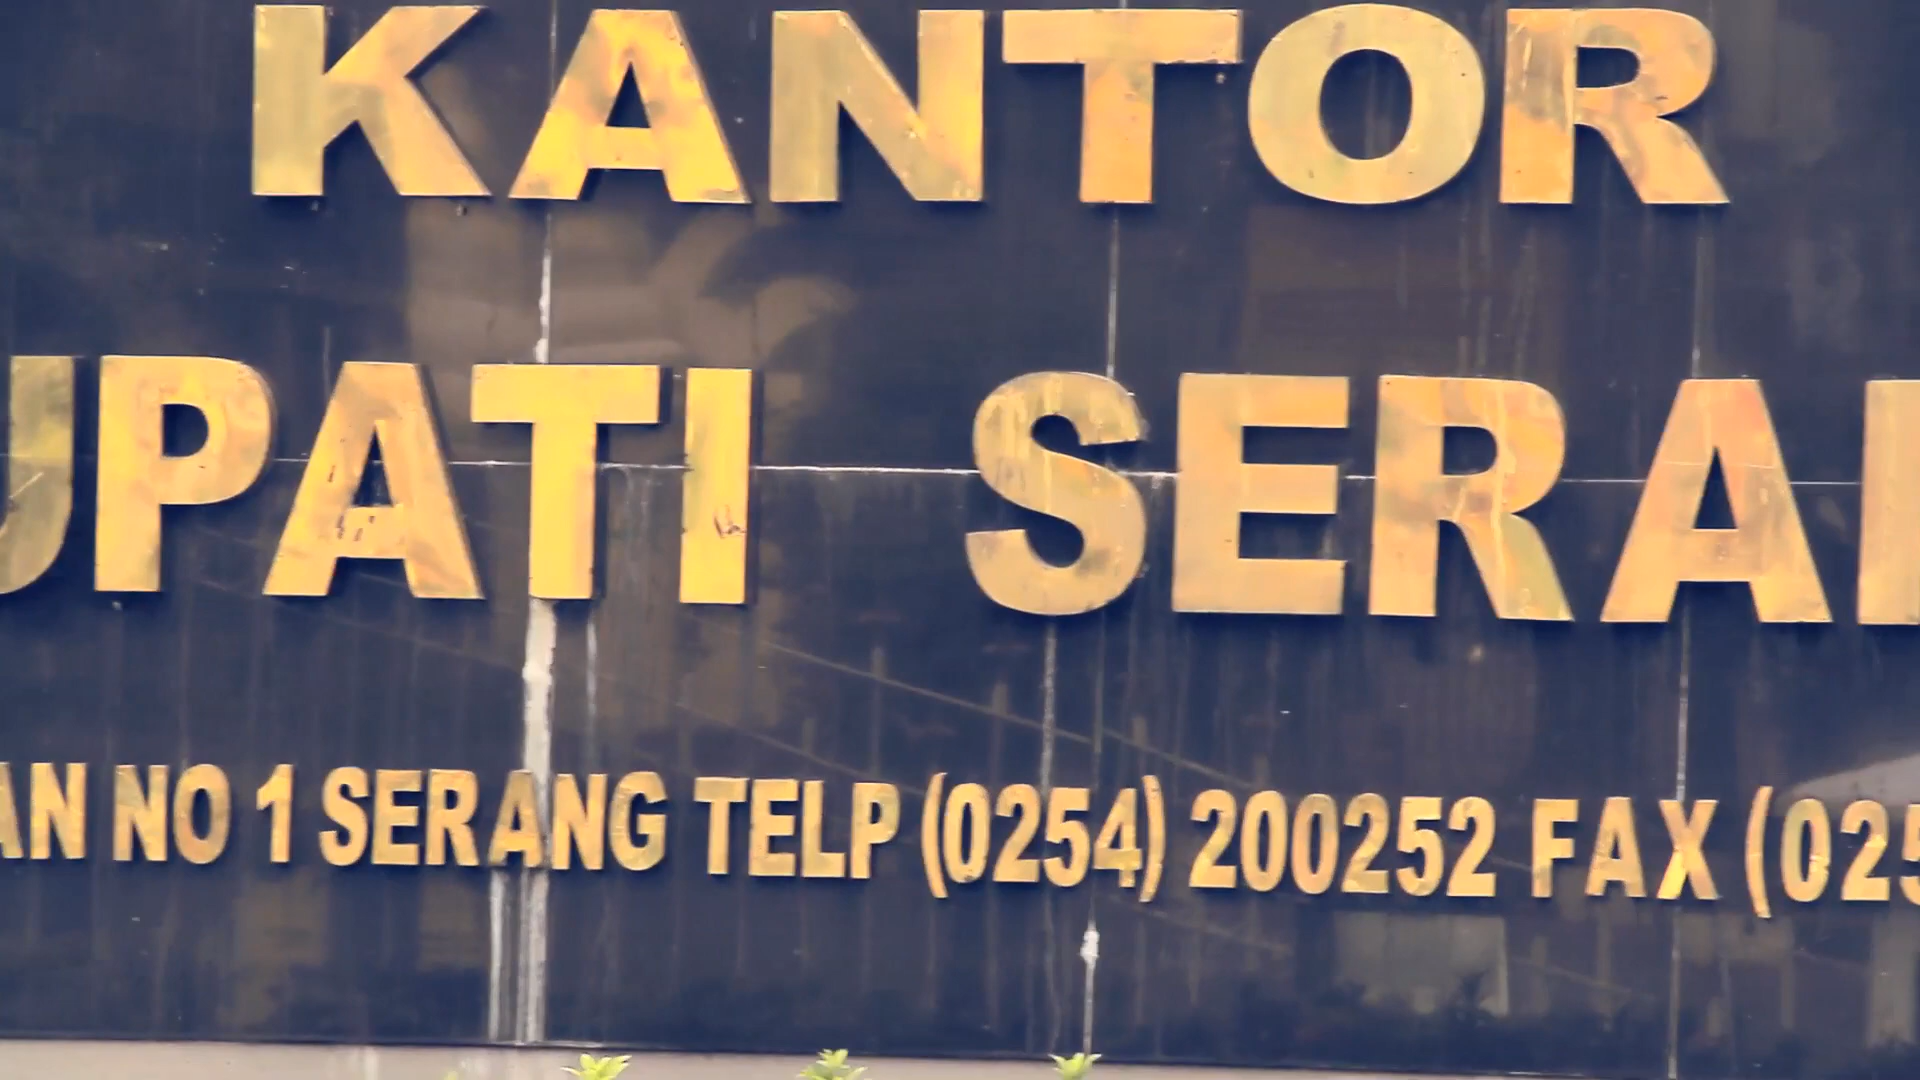 KANTOR
UPATI SERA
AN NO 1 SERANG TELP (0254) 200252 FAX (025